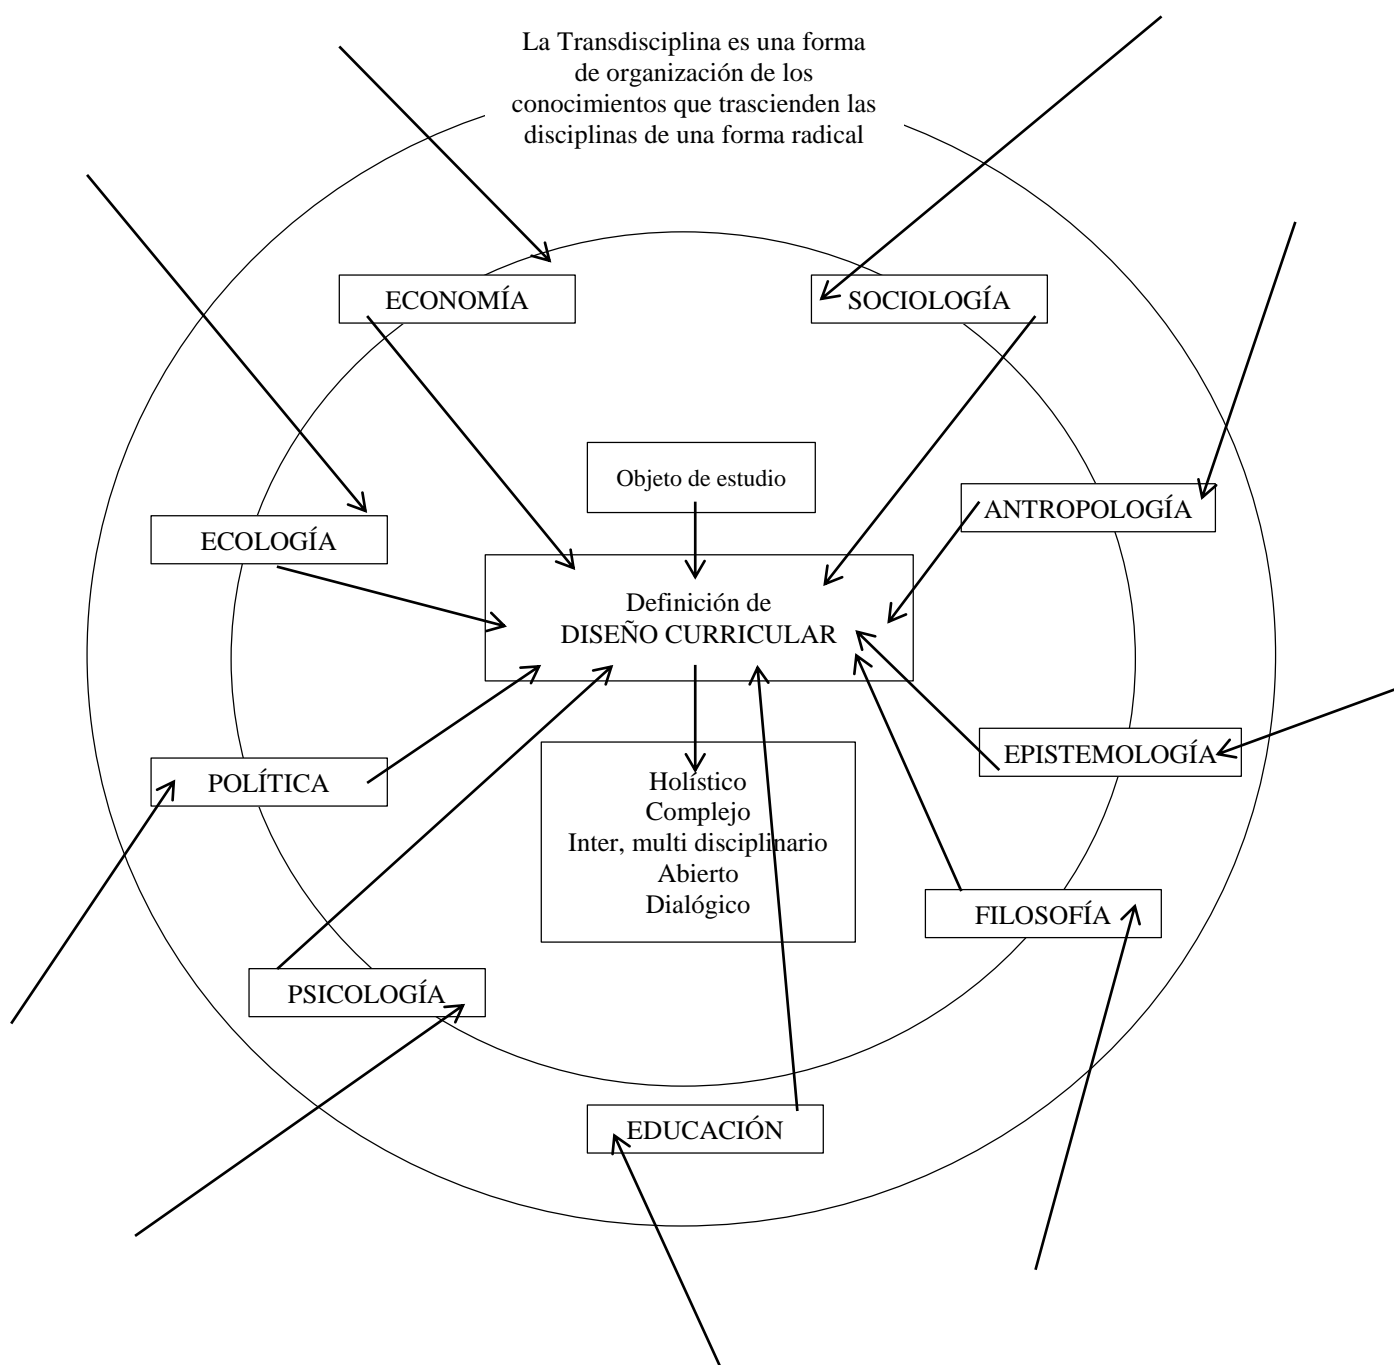 La Transdisciplina es una forma
de organización de los
conocimientos que trascienden las
disciplinas de una forma radical
ECONOMÍA
SOCIOLOGÍA
Objeto de estudio
ANTROPOLOGÍA
ECOLOGÍA
Definición de
DISEÑO CURRICULAR
EPISTEMOLOGÍA
POLÍTICA
Holístico
Complejo
Inter, multi disciplinario
Abierto
Dialógico
FILOSOFÍA
PSICOLOGÍA
EDUCACIÓN